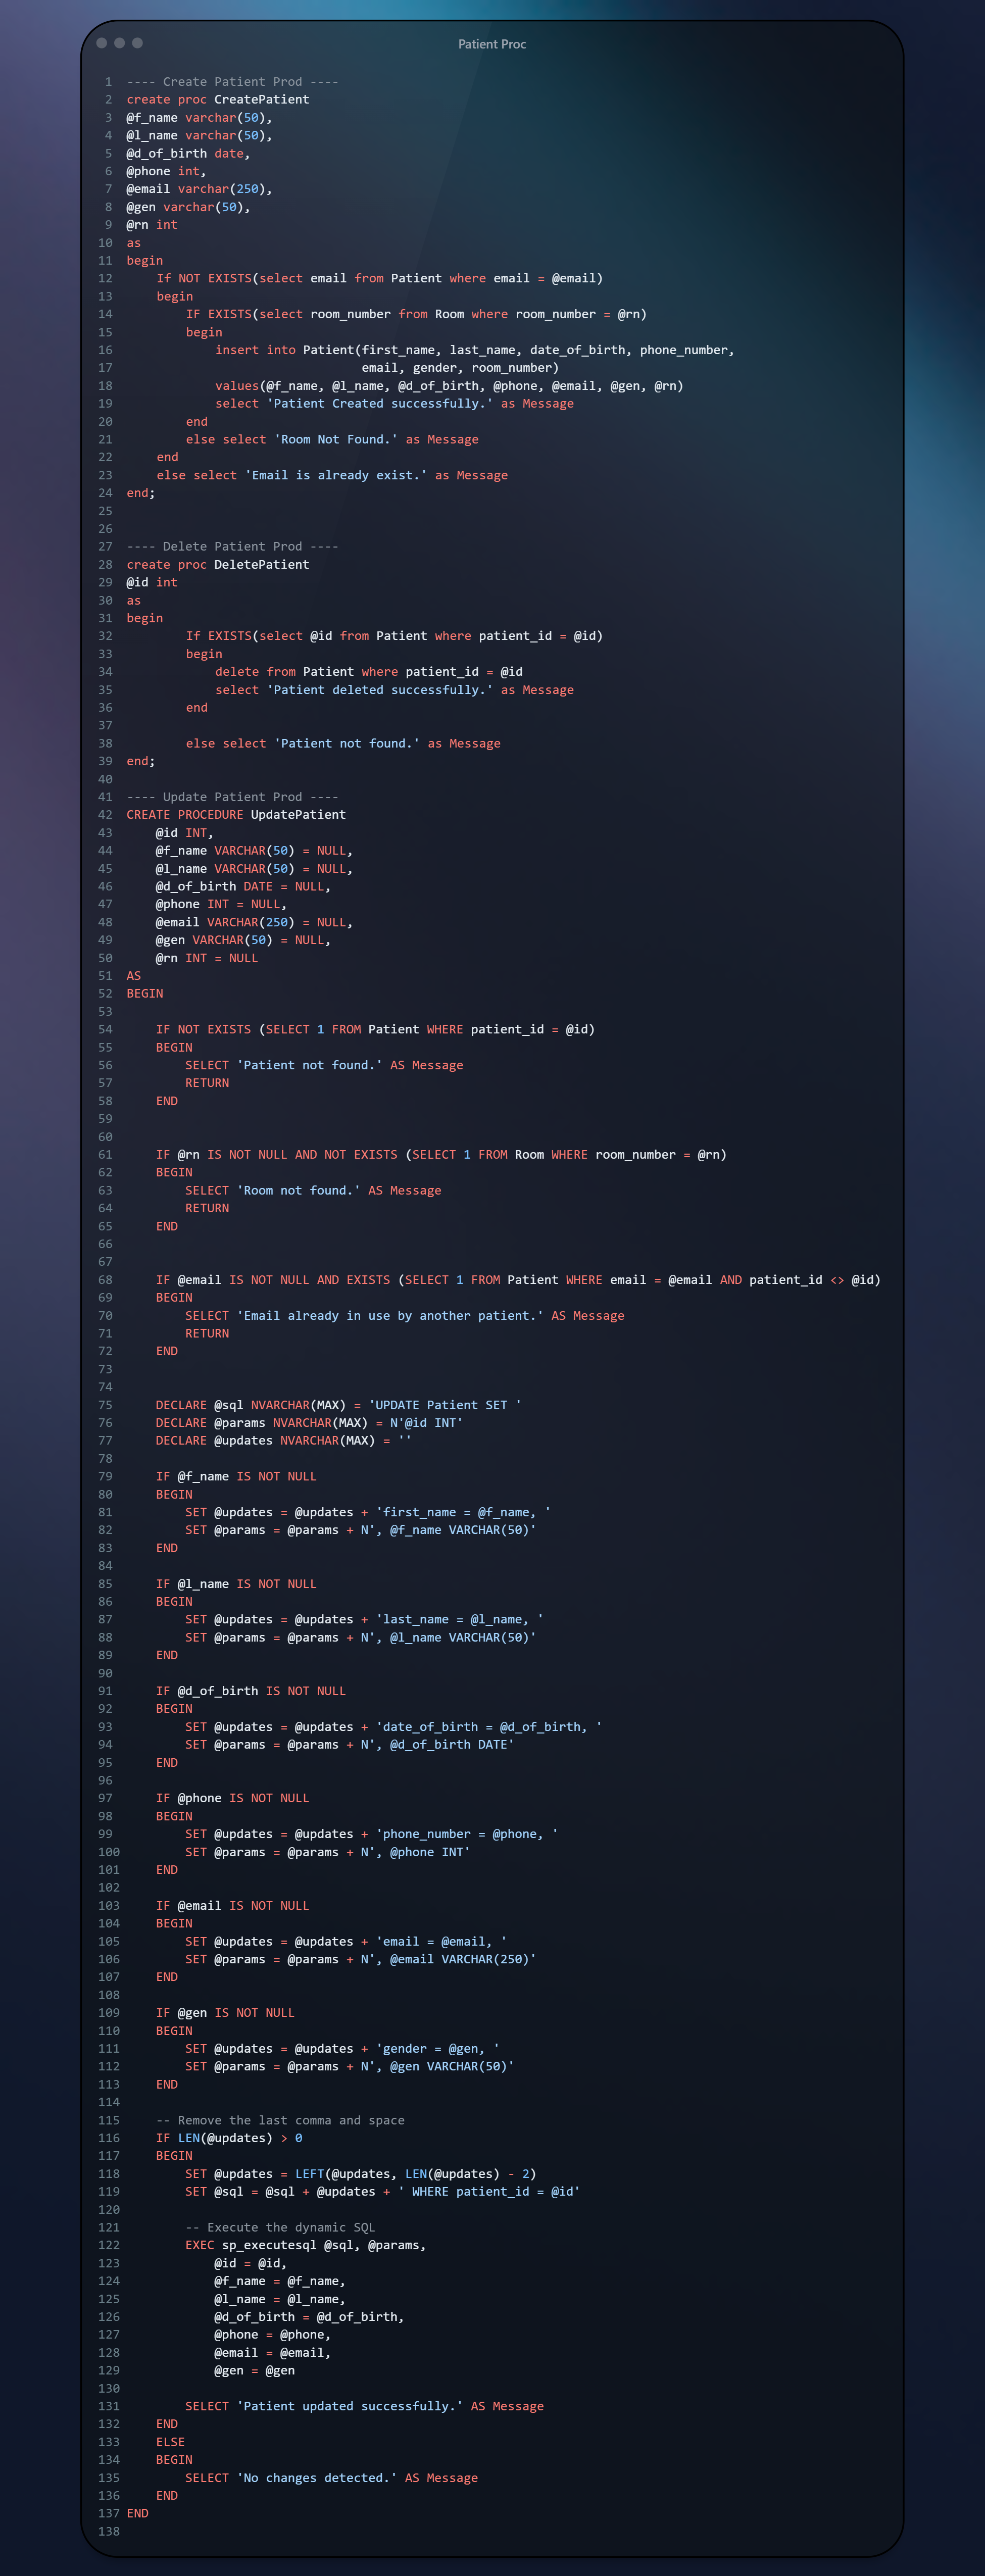 Patient Proc
1 ---- Create Patient Prod ----
2 create proc CreatePatient
3 @f_name varchar(50),
4 @l_name varchar(50),
5 @d_of_birth date,
6 @phone int,
7 @email varchar(250),
8 @gen varchar(50),
9 @rn int
10 as
11 begin
12     If NOT EXISTS(select email from Patient where email = @email)
13     begin
14         IF EXISTS(select room_number from Room where room_number = @rn)
15         begin
16             insert into Patient(first_name, last_name, date_of_birth, phone_number,
17                                 email, gender, room_number)
18             values(@f_name, @l_name, @d_of_birth, @phone, @email, @gen, @rn)
19             select 'Patient Created successfully.' as Message
20         end
21         else select 'Room Not Found.' as Message
22     end
23     else select 'Email is already exist.' as Message
24 end;
25
26
27 ---- Delete Patient Prod ----
28 create proc DeletePatient
29 @id int
30 as
31 begin
32         If EXISTS(select @id from Patient where patient_id = @id)
33         begin
34             delete from Patient where patient_id = @id
35             select 'Patient deleted successfully.' as Message
36         end
37
38         else select 'Patient not found.' as Message
39 end;
40
41 ---- Update Patient Prod ----
42 CREATE PROCEDURE UpdatePatient
43     @id INT,
44     @f_name VARCHAR(50) = NULL,
45     @l_name VARCHAR(50) = NULL,
46     @d_of_birth DATE = NULL,
47     @phone INT = NULL,
48     @email VARCHAR(250) = NULL,
49     @gen VARCHAR(50) = NULL,
50     @rn INT = NULL
51 AS
52 BEGIN
53
54     IF NOT EXISTS (SELECT 1 FROM Patient WHERE patient_id = @id)
55     BEGIN
56         SELECT 'Patient not found.' AS Message
57         RETURN
58     END
59
60
61     IF @rn IS NOT NULL AND NOT EXISTS (SELECT 1 FROM Room WHERE room_number = @rn)
62     BEGIN
63         SELECT 'Room not found.' AS Message
64         RETURN
65     END
66
67
68     IF @email IS NOT NULL AND EXISTS (SELECT 1 FROM Patient WHERE email = @email AND patient_id <> @id)
69     BEGIN
70         SELECT 'Email already in use by another patient.' AS Message
71         RETURN
72     END
73
74
75     DECLARE @sql NVARCHAR(MAX) = 'UPDATE Patient SET '
76     DECLARE @params NVARCHAR(MAX) = N'@id INT'
77     DECLARE @updates NVARCHAR(MAX) = ''
78
79     IF @f_name IS NOT NULL
80     BEGIN
81         SET @updates = @updates + 'first_name = @f_name, '
82         SET @params = @params + N', @f_name VARCHAR(50)'
83     END
84
85     IF @l_name IS NOT NULL
86     BEGIN
87         SET @updates = @updates + 'last_name = @l_name, '
88         SET @params = @params + N', @l_name VARCHAR(50)'
89     END
90
91     IF @d_of_birth IS NOT NULL
92     BEGIN
93         SET @updates = @updates + 'date_of_birth = @d_of_birth, '
94         SET @params = @params + N', @d_of_birth DATE'
95     END
96
97     IF @phone IS NOT NULL
98     BEGIN
99         SET @updates = @updates + 'phone_number = @phone, '
100         SET @params = @params + N', @phone INT'
101     END
102
103     IF @email IS NOT NULL
104     BEGIN
105         SET @updates = @updates + 'email = @email, '
106         SET @params = @params + N', @email VARCHAR(250)'
107     END
108
109     IF @gen IS NOT NULL
110     BEGIN
111         SET @updates = @updates + 'gender = @gen, '
112         SET @params = @params + N', @gen VARCHAR(50)'
113     END
114
115     -- Remove the last comma and space
116     IF LEN(@updates) > 0
117     BEGIN
118         SET @updates = LEFT(@updates, LEN(@updates) - 2)
119         SET @sql = @sql + @updates + ' WHERE patient_id = @id'
120
121         -- Execute the dynamic SQL
122         EXEC sp_executesql @sql, @params,
123             @id = @id,
124             @f_name = @f_name,
125             @l_name = @l_name,
126             @d_of_birth = @d_of_birth,
127             @phone = @phone,
128             @email = @email,
129             @gen = @gen
130
131         SELECT 'Patient updated successfully.' AS Message
132     END
133     ELSE
134     BEGIN
135         SELECT 'No changes detected.' AS Message
136     END
137 END
138